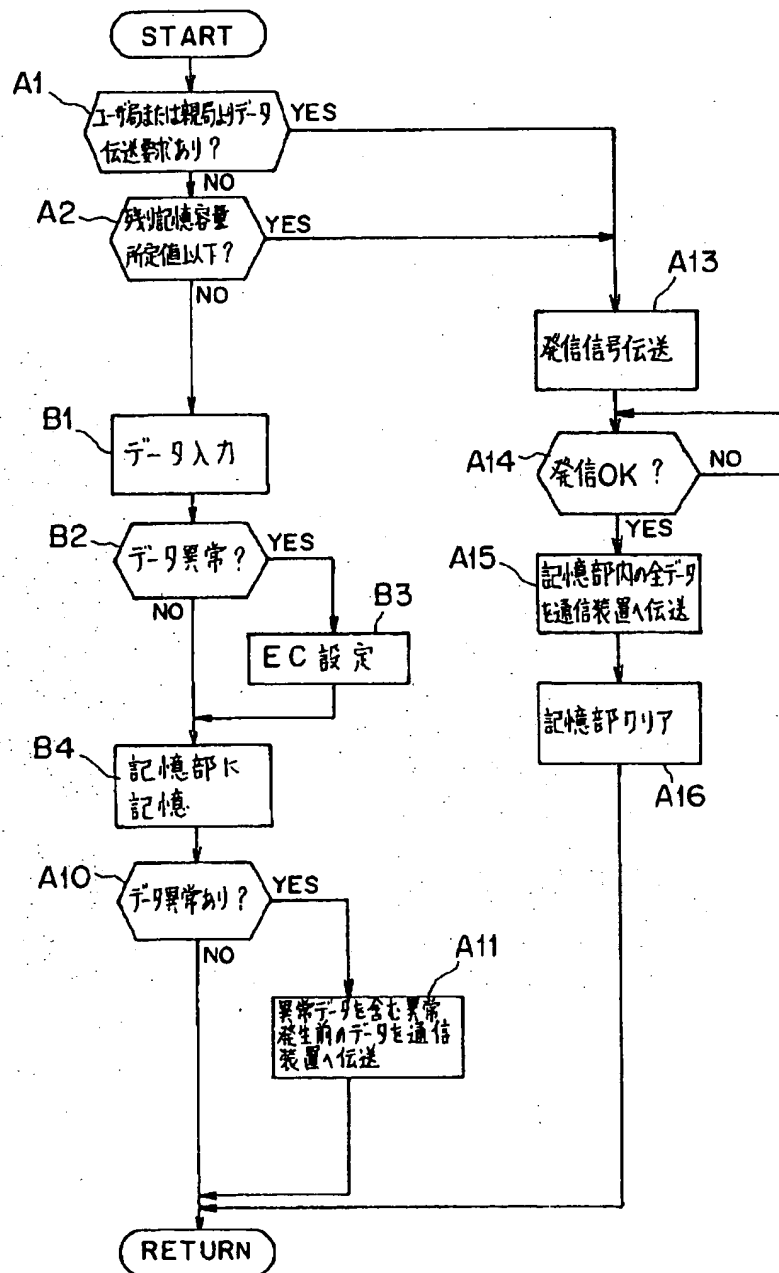 START
A1
ユーザ局または親局よりデータ
伝送要求あり?
YES
NO
A2
残り記憶容量
所定値以下?
YES
NO
A13
発信信号伝送
B1
データ入力
A14
発信OK?
NO
YES
B2
データ異常?
YES
NO
A15
記憶部内の全データ
を通信装置へ伝送
B3
EC設定
B4
記憶部に
記憶
記憶部クリア
A16
A10
データ異常あり?
YES
NO
A11
異常データを含む異常
発生前のデータを通信
装置へ伝送
RETURN